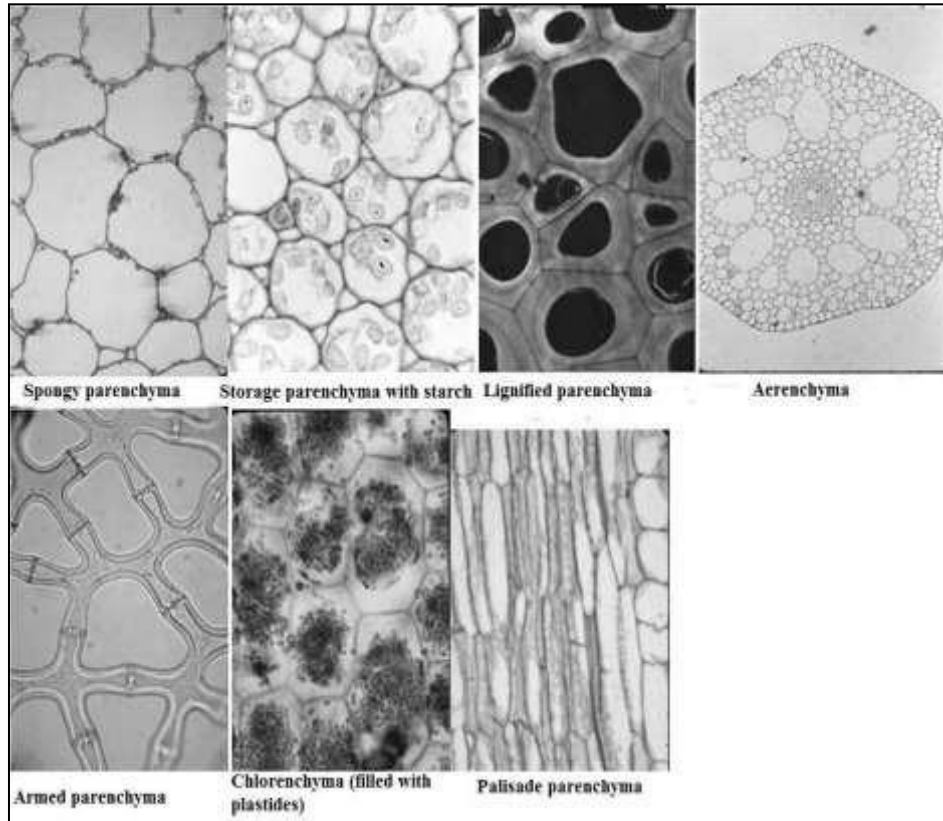 Spongy parenchyma
Storage parenchyma with starch
Lignified parenchyma
Aerenchyma
Armed parenchyma
Chlorenchyma (filled with
plastides)
Palisade parenchyma